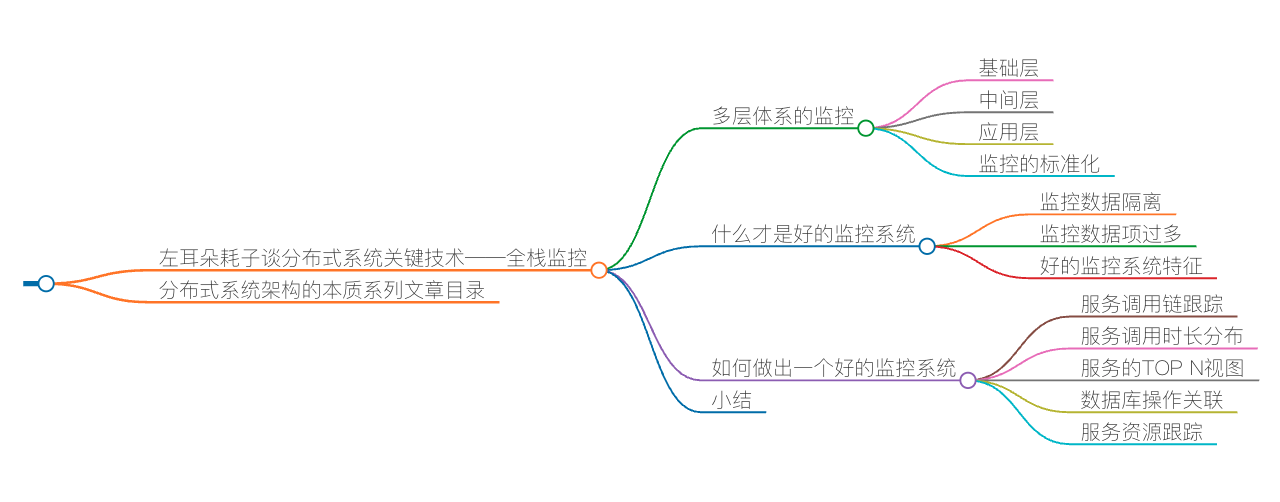 左耳朵耗子谈分布式系统关键技术——全栈监控
多层体系的监控
基础层
中间层
应用层
监控的标准化
什么才是好的监控系统
监控数据隔离
监控数据项过多
好的监控系统特征
如何做出一个好的监控系统
服务调用链跟踪
服务调用时长分布
服务的TOP N视图
数据库操作关联
服务资源跟踪
小结
分布式系统架构的本质系列文章目录